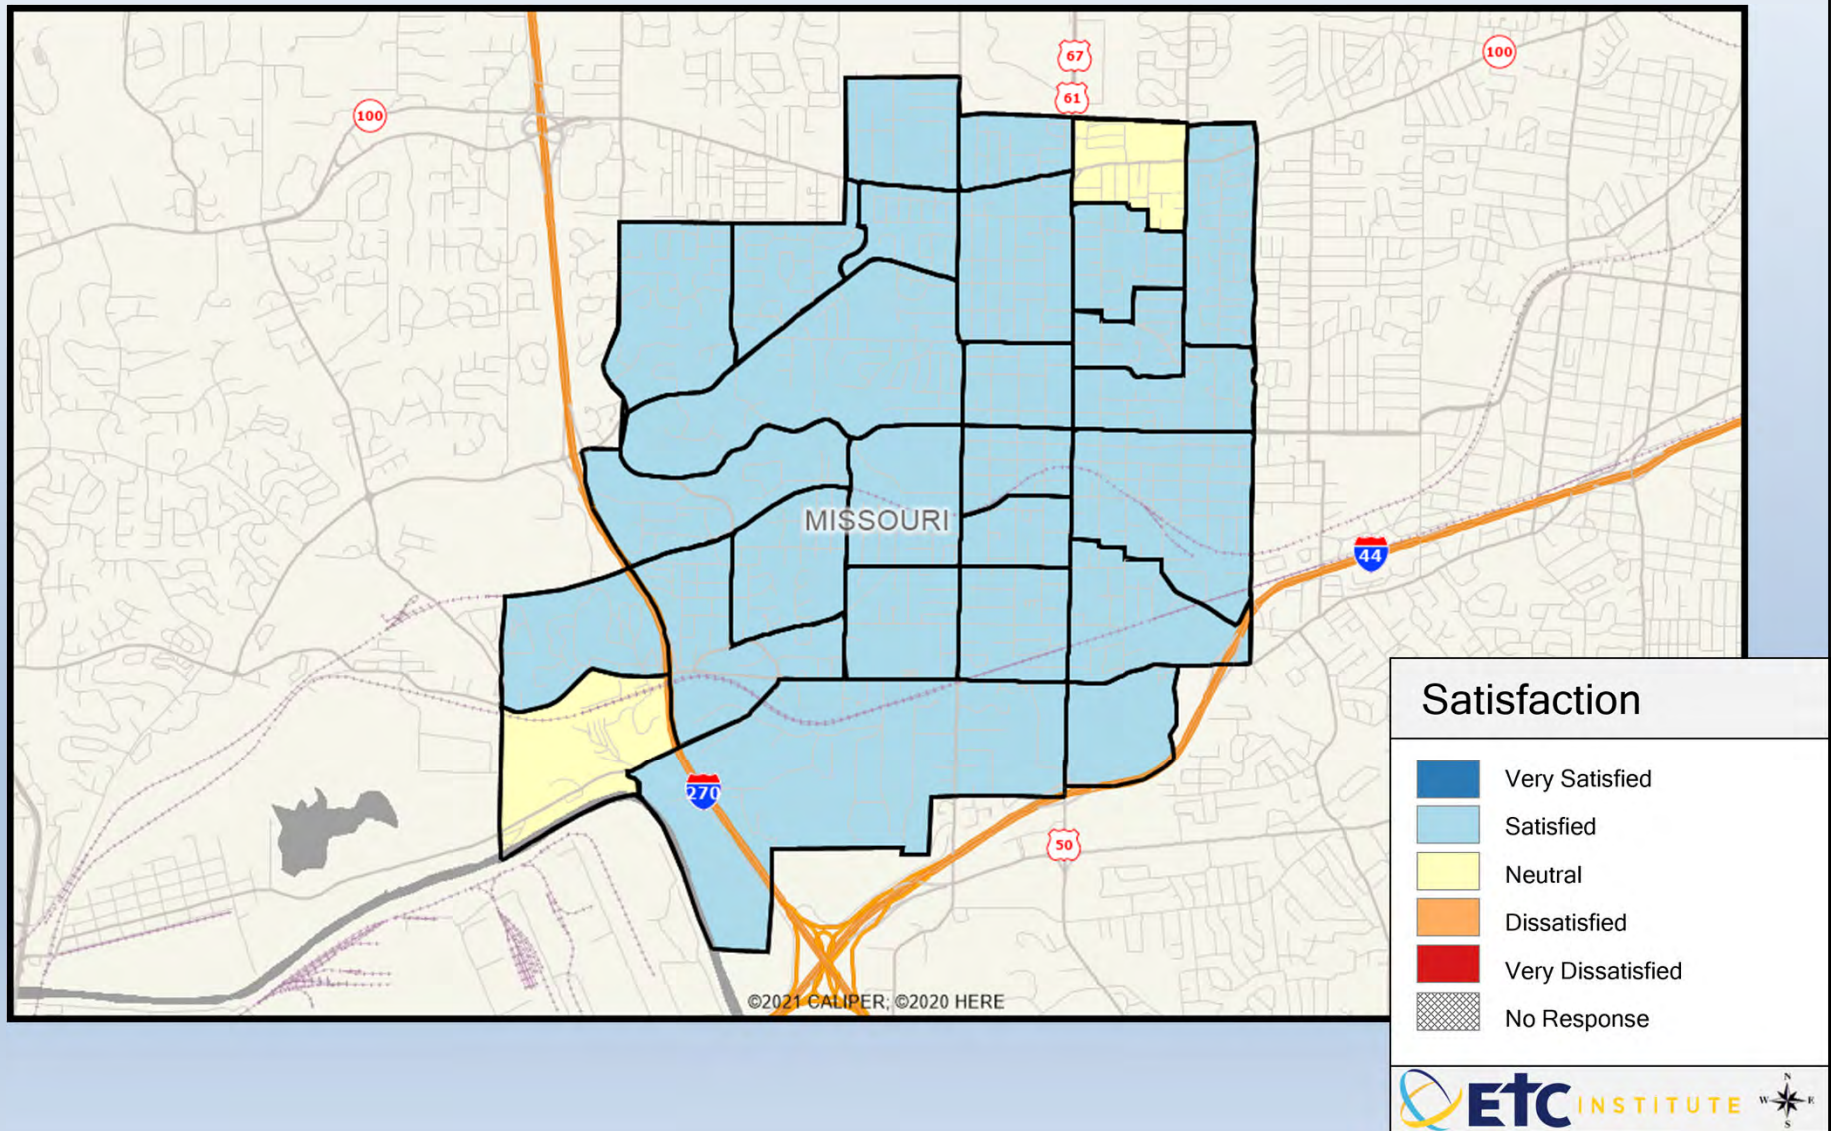 67
100
61
100
MISSOURI
44
270
50
©2021 CALIPER; ©2020 HERE
Satisfaction
Very Satisfied
Satisfied
Neutral
Dissatisfied
Very Dissatisfied
No Response
ETC INSTITUTE
N
W E
S